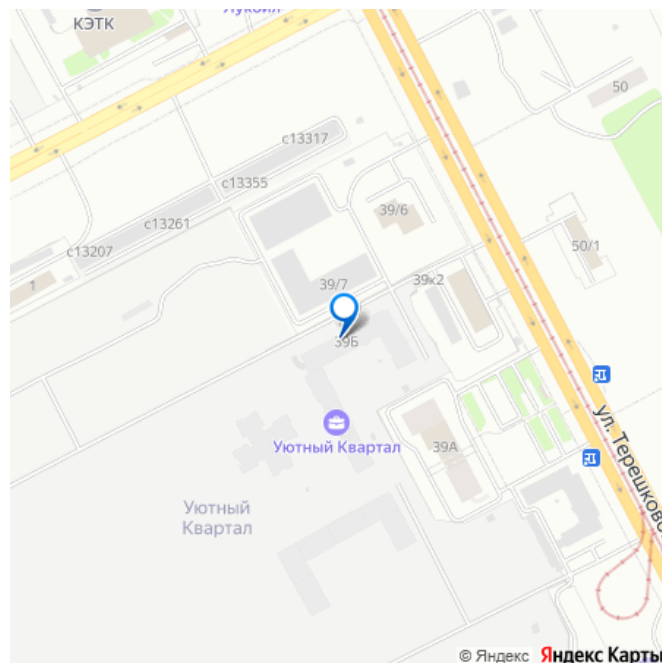 Лукойл
КЭТК
50
с13317
с13355
39/6
с13261
50/1
с13207
39к2
1
39/7
39Б
39А
Уютный Квартал
ул. Терешково
Уютный
Квартал
© Яндекс Яндекс Карты